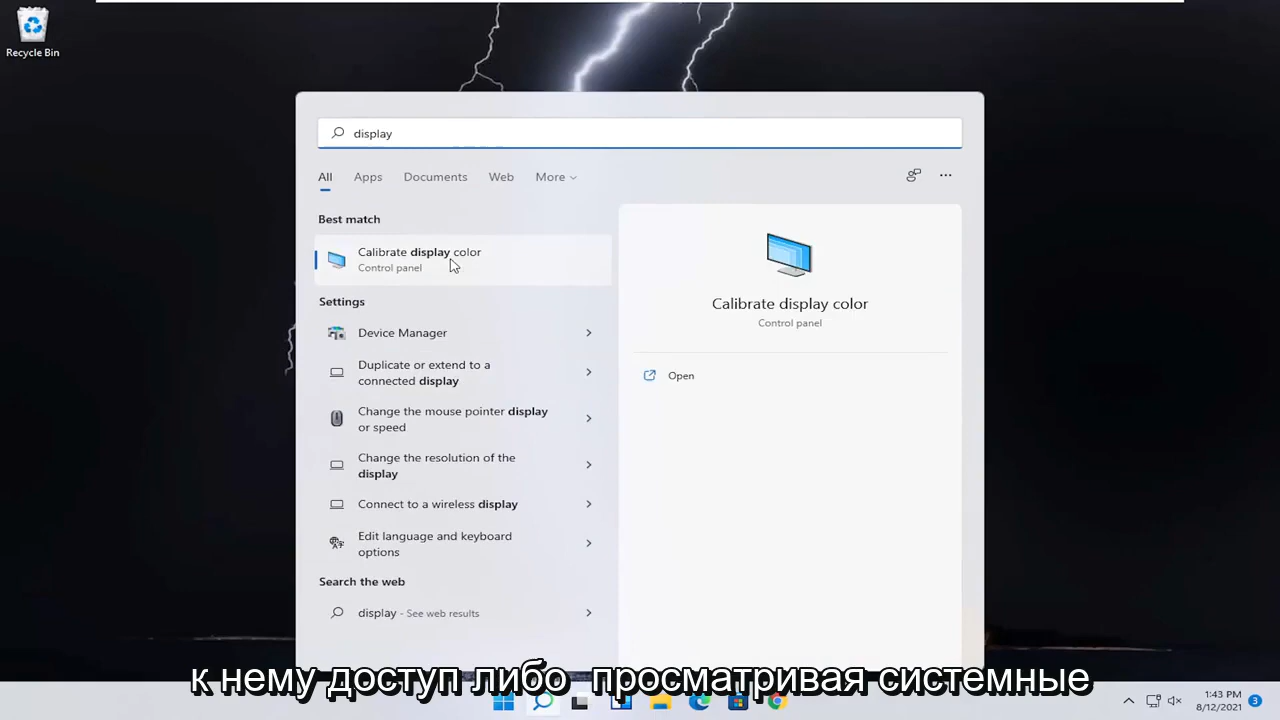 Recycle Bin
display
All Apps Documents Web More
Best match
Calibrate display color
Control panel
Settings
Device Manager
Duplicate or extend to a
connected display
Change the mouse pointer display
or speed
Change the resolution of the
display
Connect to a wireless display
Edit language and keyboard
options
Search the web
display - See web results
Calibrate display color
Control panel
Open
к нему доступ либо просматривая системные
1:43 PM
8/12/2021
3